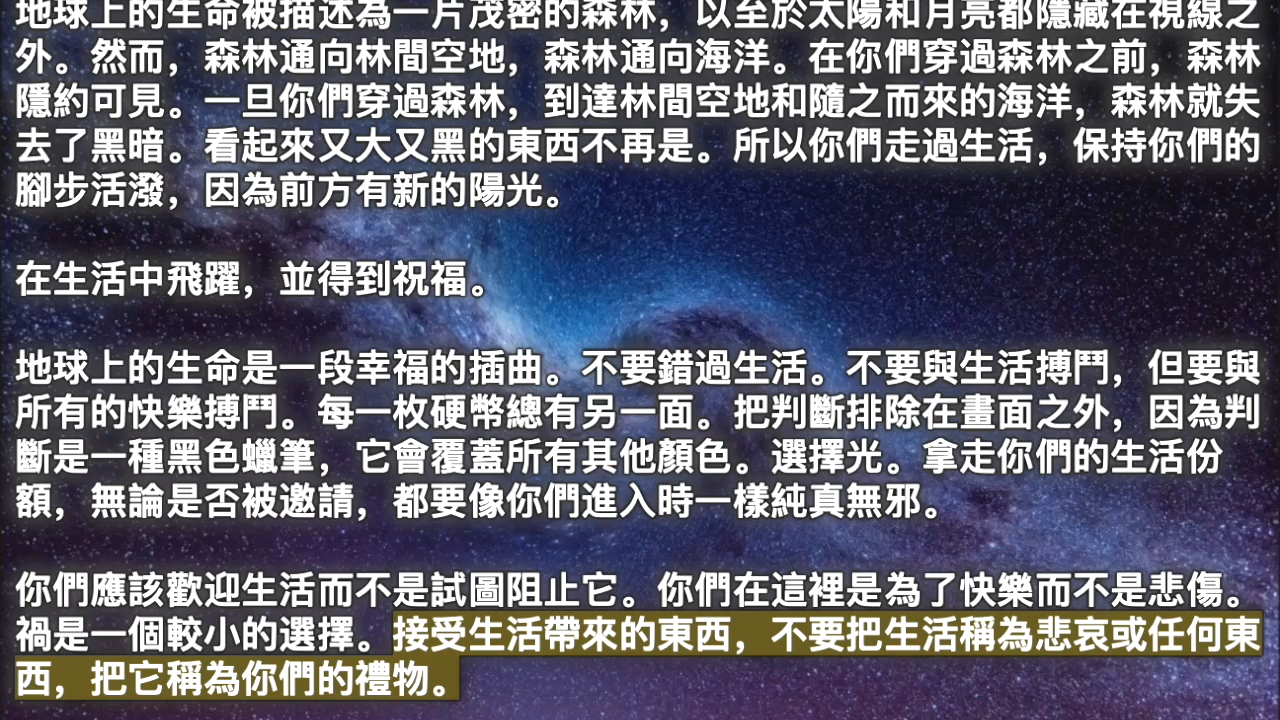 地球上的生命被描述為一片茂密的森林，以至於太陽和月亮都隱藏在視線之
外。然而，森林通向林間空地，森林通向海洋。在你們穿過森林之前，森林
隱約可見。一旦你們穿過森林，到達林間空地和隨之而來的海洋，森林就失
去了黑暗。看起來又大又黑的東西不再是。所以你們走過生活，保持你們的
腳步活潑，因為前方有新的陽光。
在生活中飛躍，並得到祝福。
地球上的生命是一段幸福的插曲。不要錯過生活。不要與生活搏鬥，但要與
所有的快樂搏鬥。每一枚硬幣總有另一面。把判斷排除在畫面之外，因為判
斷是一種黑色蠟筆，它會覆蓋所有其他顏色。選擇光。拿走你們的生活份
額，無論是否被邀請，都要像你們進入時一樣純真無邪。
你們應該歡迎生活而不是試圖阻止它。你們在這裡是為了快樂而不是悲傷。
禍是一個較小的選擇。接受生活帶來的東西，不要把生活稱為悲哀或任何東
西，把它稱為你們的禮物。